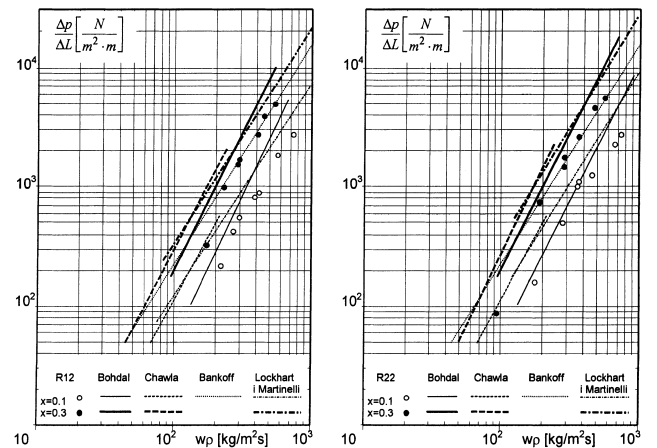 Δp/ΔL [N/m²·m]
10⁴
10³
10²
R12 Bohdal Chawla Bankoff Lockhart i Martinelli
x=0.1
x=0.3
10 10² wρ [kg/m²s] 10³
Δp/ΔL [N/m²·m]
10⁴
10³
10²
R22 Bohdal Chawla Bankoff Lockhart i Martinelli
x=0.1
x=0.3
10 10² wρ [kg/m²s] 10³